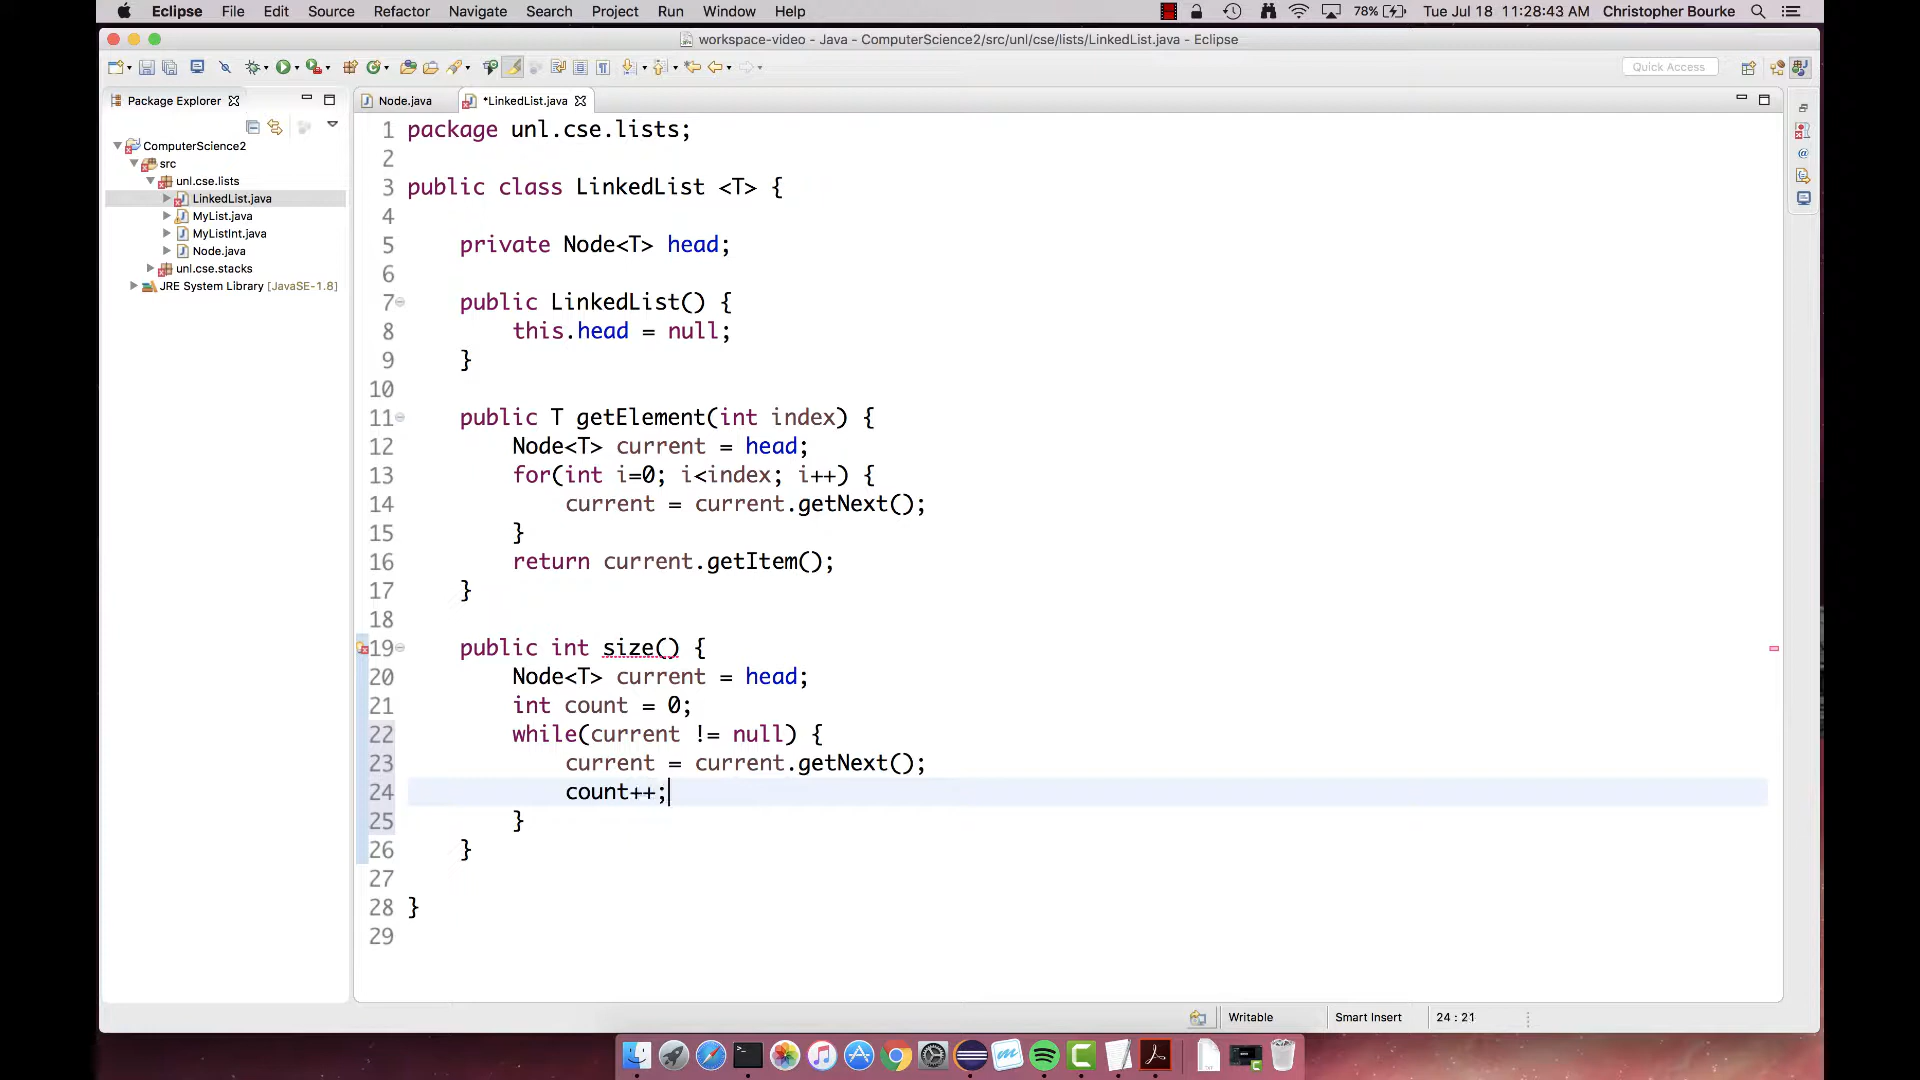 Eclipse File Edit Source Refactor Navigate Search Project Run Window Help 78% Tue Jul 18 11:28:43 AM Christopher Bourke
workspace-video - Java - ComputerScience2/src/unl/cse/lists/LinkedList.java - Eclipse
Quick Access
Package Explorer
Node.java *LinkedList.java
ComputerScience2
src
unl.cse.lists
LinkedList.java
MyList.java
MyListInt.java
Node.java
unl.cse.stacks
JRE System Library [JavaSE-1.8]
1 package unl.cse.lists;
2
3 public class LinkedList <T> {
4
5 private Node<T> head;
6
7 public LinkedList() {
8 this.head = null;
9 }
10
11 public T getElement(int index) {
12 Node<T> current = head;
13 for(int i=0; i<index; i++) {
14 current = current.getNext();
15 }
16 return current.getItem();
17 }
18
19 public int size() {
20 Node<T> current = head;
21 int count = 0;
22 while(current != null) {
23 current = current.getNext();
24 count++;
25 }
26 }
27
28 }
29
Writable Smart Insert 24 : 21